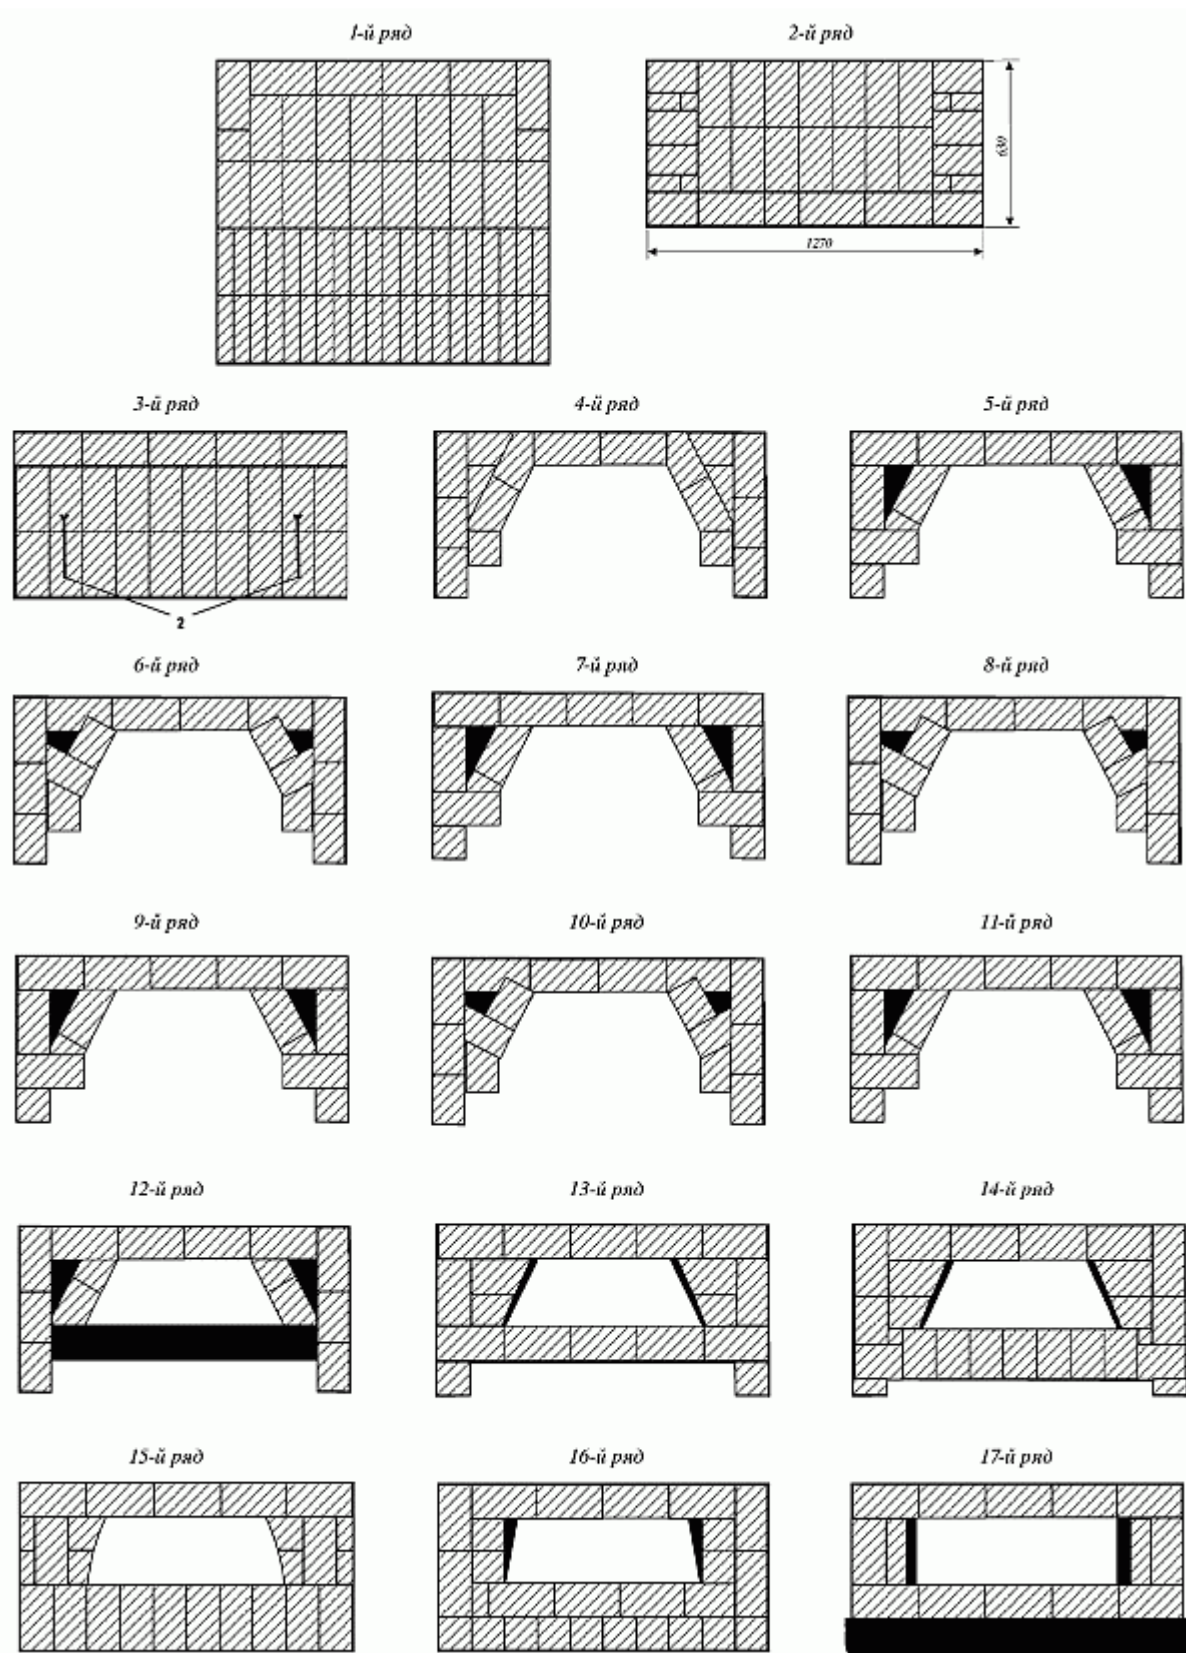 1-й ряд
2-й ряд
630
1270
3-й ряд
4-й ряд
5-й ряд
2
6-й ряд
7-й ряд
8-й ряд
9-й ряд
10-й ряд
11-й ряд
12-й ряд
13-й ряд
14-й ряд
15-й ряд
16-й ряд
17-й ряд